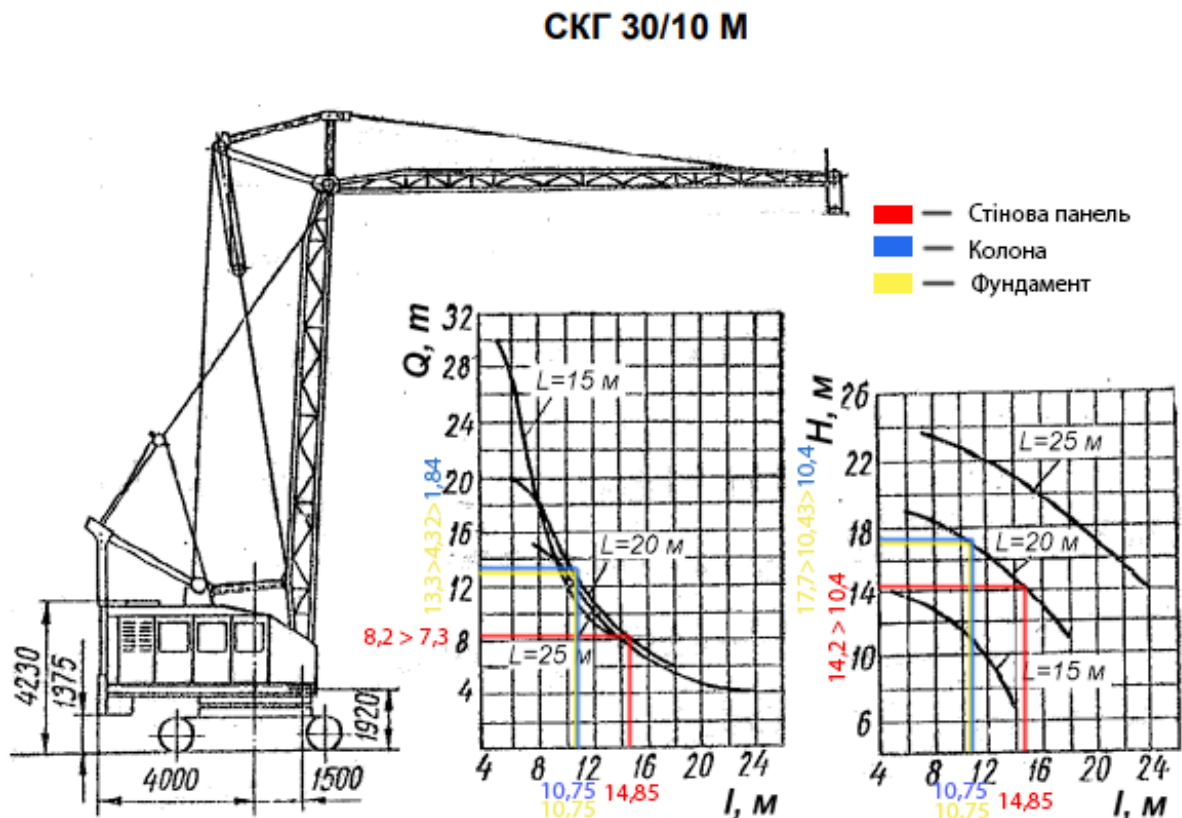 СКГ 30/10 М
Стінова панель
Колона
Фундамент
Q, т
32
28
24
20
16
12
8
4
L=15 м
L=20 м
L=25 м
13,3>4,32>1,84
8,2 > 7,3
4 8 12 16 20 24
10,75 14,85 l, м
10,75
H, м
26
22
18
14
10
6
L=25 м
L=20 м
L=15 м
17,7>10,43>10,4
14,2 > 10,4
4 8 12 16 20 24
10,75 14,85 l, м
10,75
4230
1375
1920
4000
1500